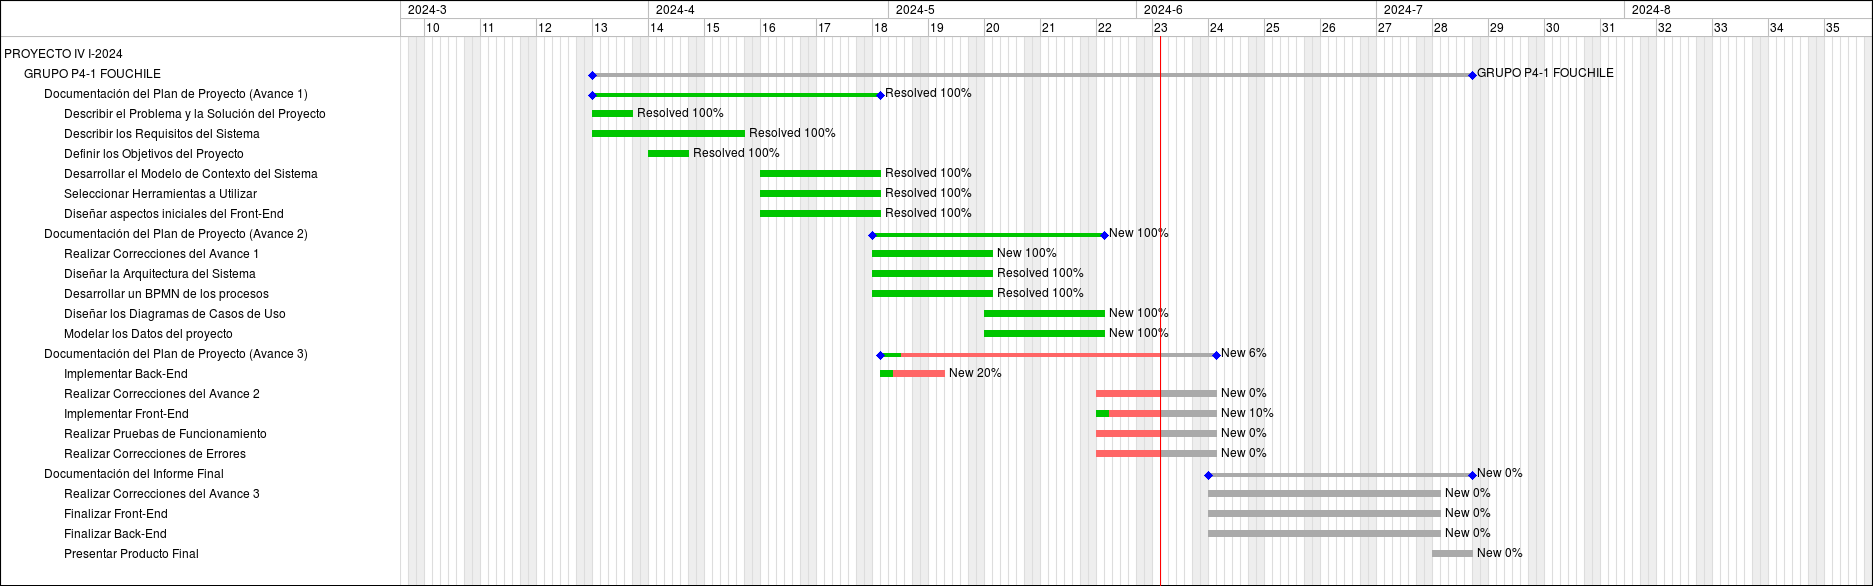 2024-3 2024-4 2024-5 2024-6 2024-7 2024-8
10 11 12 13 14 15 16 17 18 19 20 21 22 23 24 25 26 27 28 29 30 31 32 33 34 35
PROYECTO IV I-2024
GRUPO P4-1 FOUCHILE GRUPO P4-1 FOUCHILE
Documentación del Plan de Proyecto (Avance 1) Resolved 100%
Describir el Problema y la Solución del Proyecto Resolved 100%
Describir los Requisitos del Sistema Resolved 100%
Definir los Objetivos del Proyecto Resolved 100%
Desarrollar el Modelo de Contexto del Sistema Resolved 100%
Seleccionar Herramientas a Utilizar Resolved 100%
Diseñar aspectos iniciales del Front-End Resolved 100%
Documentación del Plan de Proyecto (Avance 2) New 100%
Realizar Correcciones del Avance 1 New 100%
Diseñar la Arquitectura del Sistema Resolved 100%
Desarrollar un BPMN de los procesos Resolved 100%
Diseñar los Diagramas de Casos de Uso New 100%
Modelar los Datos del proyecto New 100%
Documentación del Plan de Proyecto (Avance 3) New 6%
Implementar Back-End New 20%
Realizar Correcciones del Avance 2 New 0%
Implementar Front-End New 10%
Realizar Pruebas de Funcionamiento New 0%
Realizar Correcciones de Errores New 0%
Documentación del Informe Final New 0%
Realizar Correcciones del Avance 3 New 0%
Finalizar Front-End New 0%
Finalizar Back-End New 0%
Presentar Producto Final New 0%